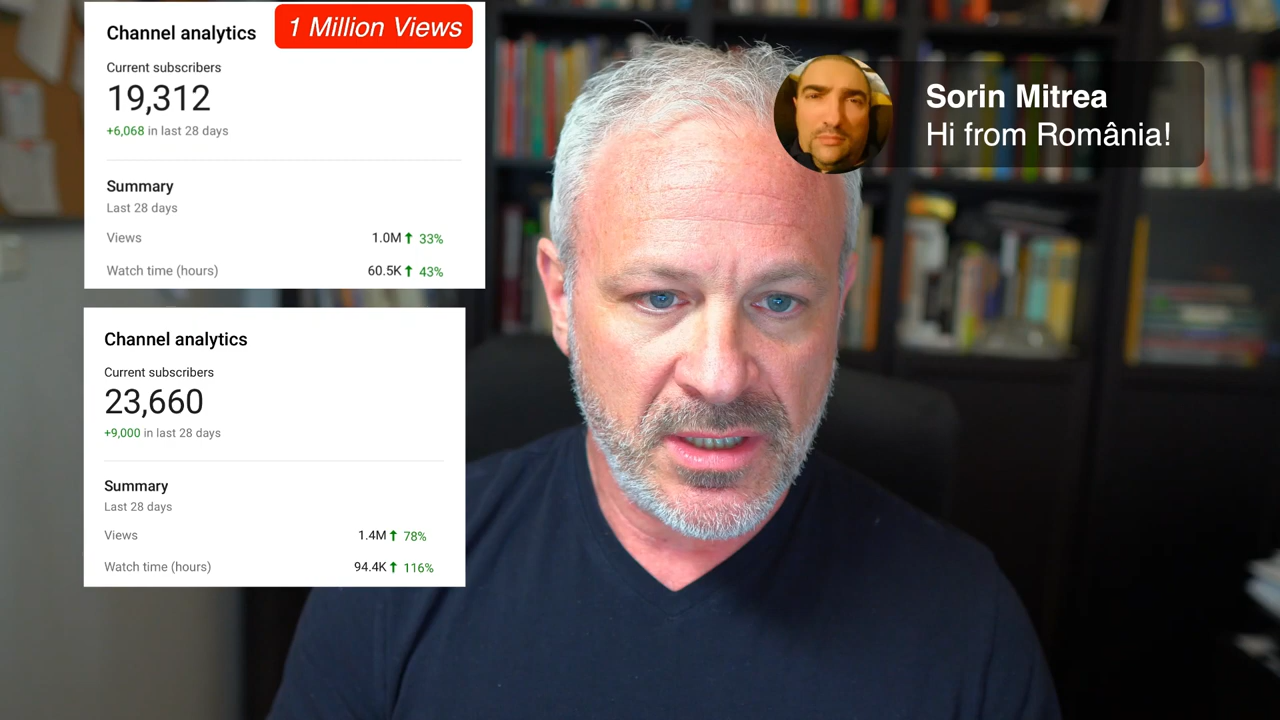 Channel analytics
1 Million Views
Current subscribers
19,312
+6,068 in last 28 days
Summary
Last 28 days
Views 1.0M 33%
Watch time (hours) 60.5K 43%
Channel analytics
Current subscribers
23,660
+9,000 in last 28 days
Summary
Last 28 days
Views 1.4M 78%
Watch time (hours) 94.4K 116%
Sorin Mitrea
Hi from România!